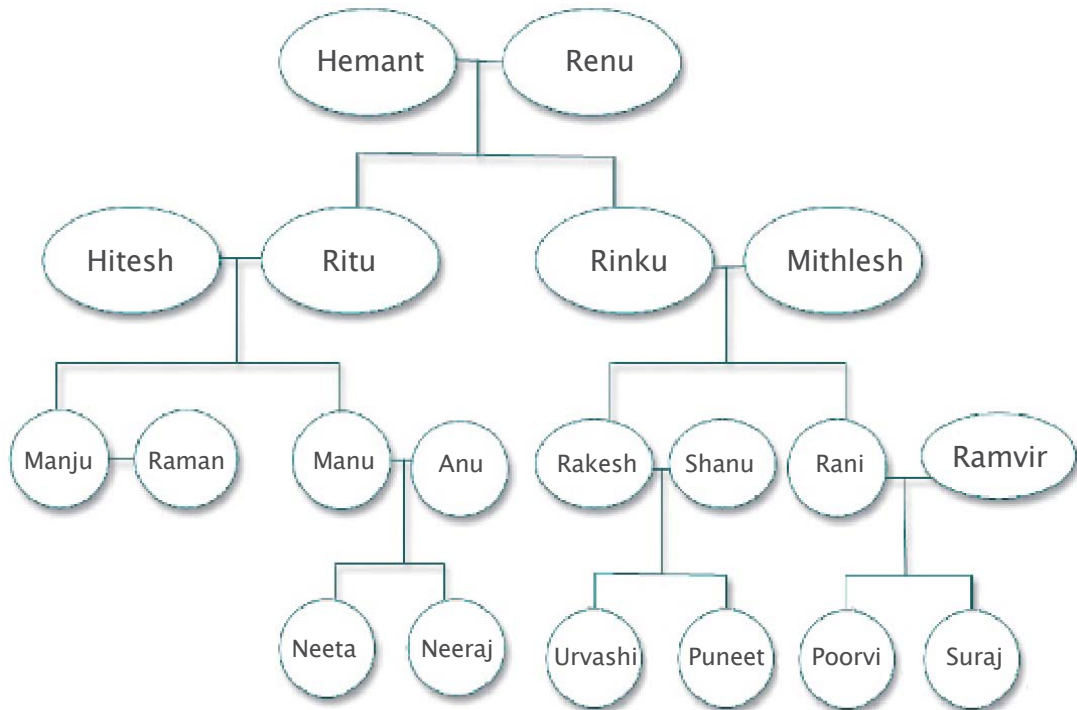 Hemant Renu
Hitesh Ritu Rinku Mithlesh
Manju Raman Manu Anu Rakesh Shanu Rani Ramvir
Neeta Neeraj Urvashi Puneet Poorvi Suraj